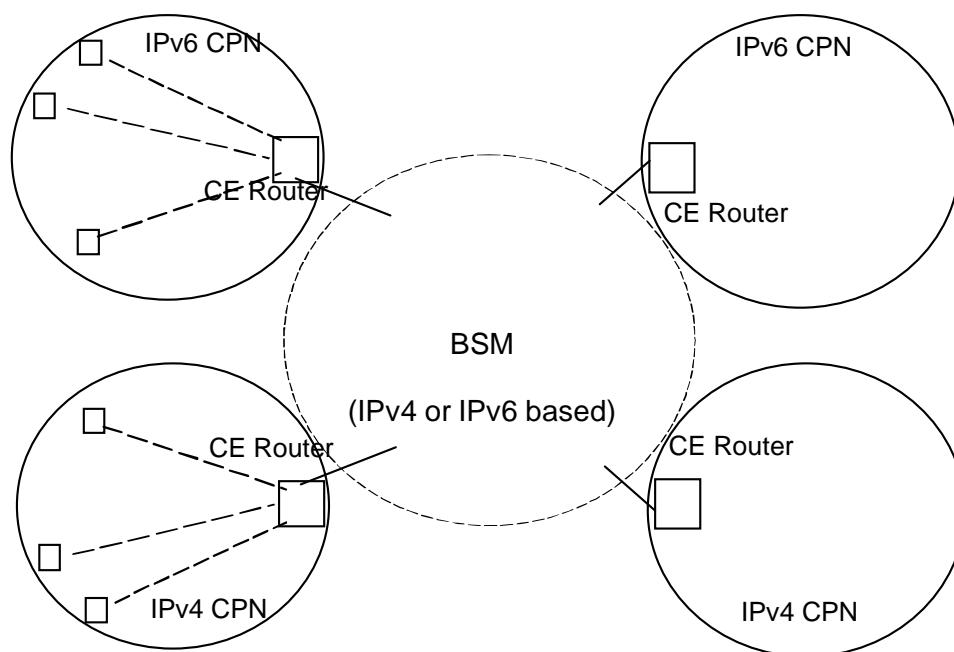 IPv6 CPN
IPv6 CPN
CE Router
CE Router
BSM
(IPv4 or IPv6 based)
CE Router
CE Router
IPv4 CPN
IPv4 CPN